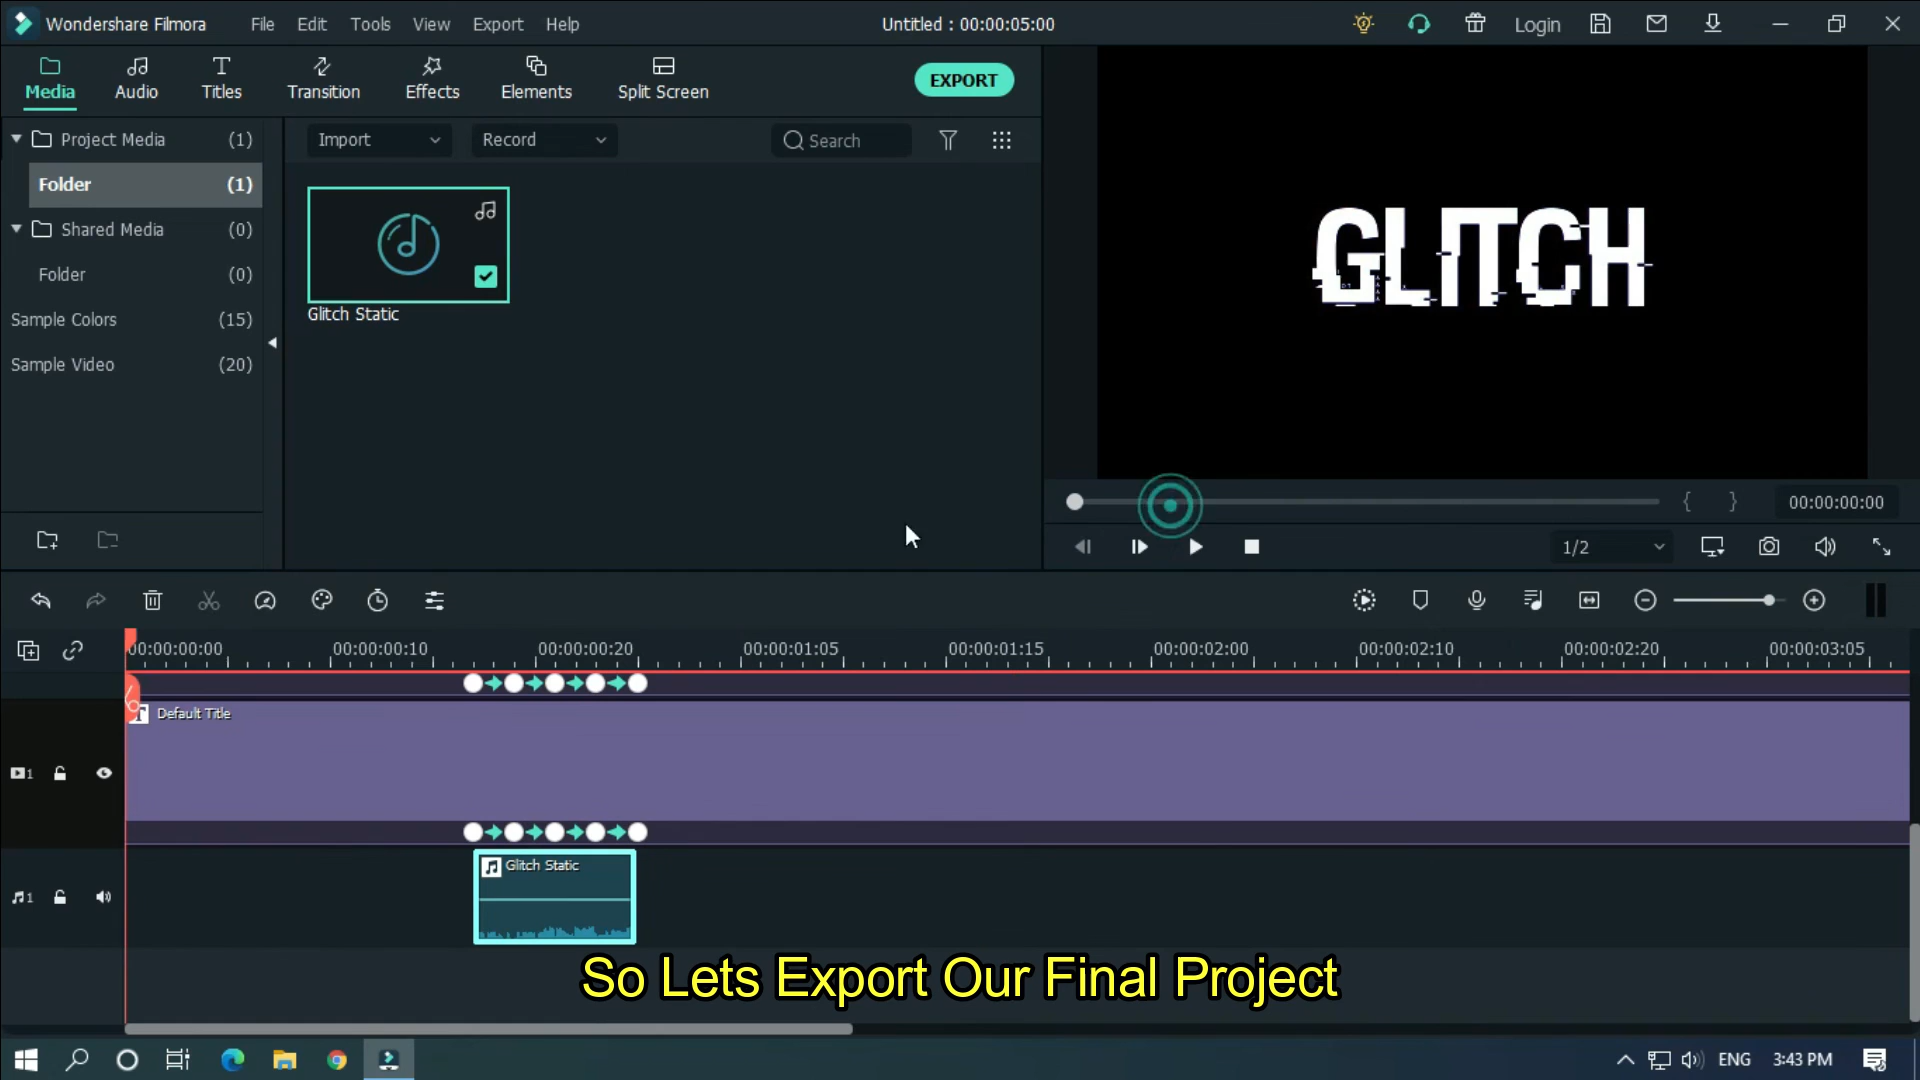 Wondershare Filmora File Edit Tools View Export Help Untitled : 00:00:05:00 Login
Media Audio Titles Transition Effects Elements Split Screen EXPORT
Project Media (1)
Import Record Search
Folder (1)
Shared Media (0)
Folder (0)
Sample Colors (15)
Sample Video (20)
Glitch Static
GLITCH
00:00:00:00
1/2
00:00:00:00 00:00:00:10 00:00:00:20 00:00:01:05 00:00:01:15 00:00:02:00 00:00:02:10 00:00:02:20 00:00:03:05
Default Title
1
Glitch Static
1
So Lets Export Our Final Project
ENG 3:43 PM